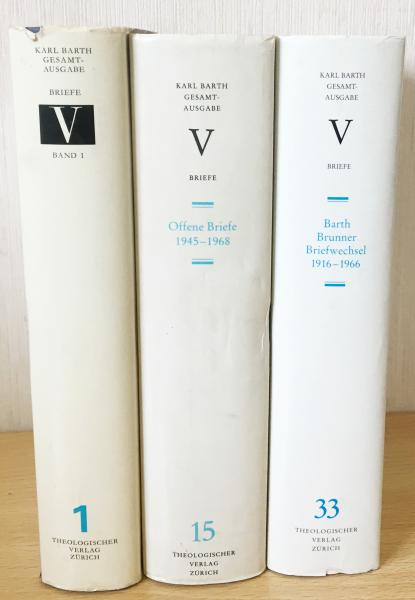 KARL BARTH
GESAMT-
AUSGABE
BRIEFE
V
BAND 1
1
THEOLOGISCHER
VERLAG
ZÜRICH
KARL BARTH
GESAMT-
AUSGABE
V
BRIEFE
Offene Briefe
1945–1968
15
THEOLOGISCHER
VERLAG
ZÜRICH
KARL BARTH
GESAMT-
AUSGABE
V
BRIEFE
Barth
Brunner
Briefwechsel
1916–1966
33
THEOLOGISCHER
VERLAG
ZÜRICH